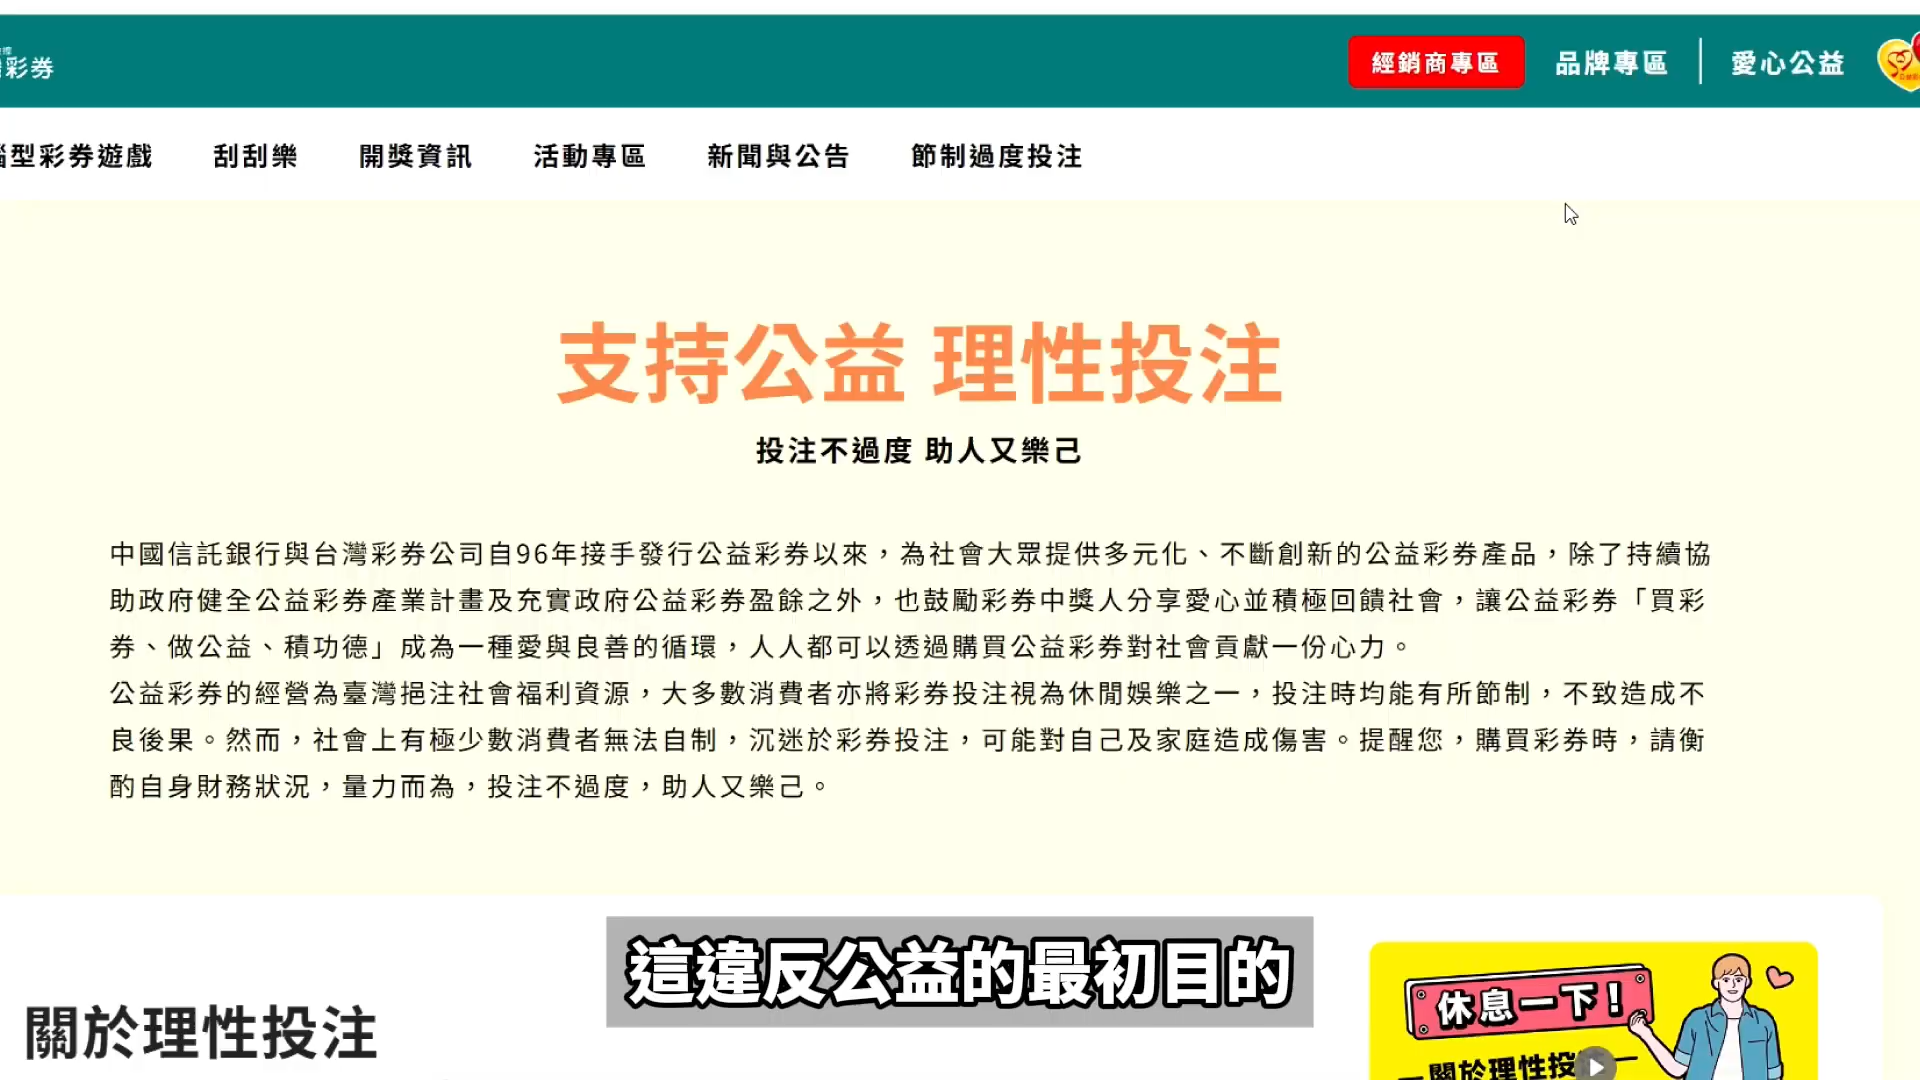 彩券
經銷商專區
品牌專區
愛心公益
型彩券遊戲
刮刮樂
開獎資訊
活動專區
新聞與公告
節制過度投注
支持公益 理性投注
投注不過度 助人又樂己
中國信託銀行與台灣彩券公司自96年接手發行公益彩券以來，為社會大眾提供多元化、不斷創新的公益彩券產品，除了持續協
助政府健全公益彩券產業計畫及充實政府公益彩券盈餘之外，也鼓勵彩券中獎人分享愛心並積極回饋社會，讓公益彩券「買彩
券、做公益、積功德」成為一種愛與良善的循環，人人都可以透過購買公益彩券對社會貢獻一份心力。
公益彩券的經營為臺灣挹注社會福利資源，大多數消費者亦將彩券投注視為休閒娛樂之一，投注時均能有所節制，不致造成不
良後果。然而，社會上有極少數消費者無法自制，沉迷於彩券投注，可能對自己及家庭造成傷害。提醒您，購買彩券時，請衡
酌自身財務狀況，量力而為，投注不過度，助人又樂己。
這違反公益的最初目的
關於理性投注
休息一下！
關於理性投